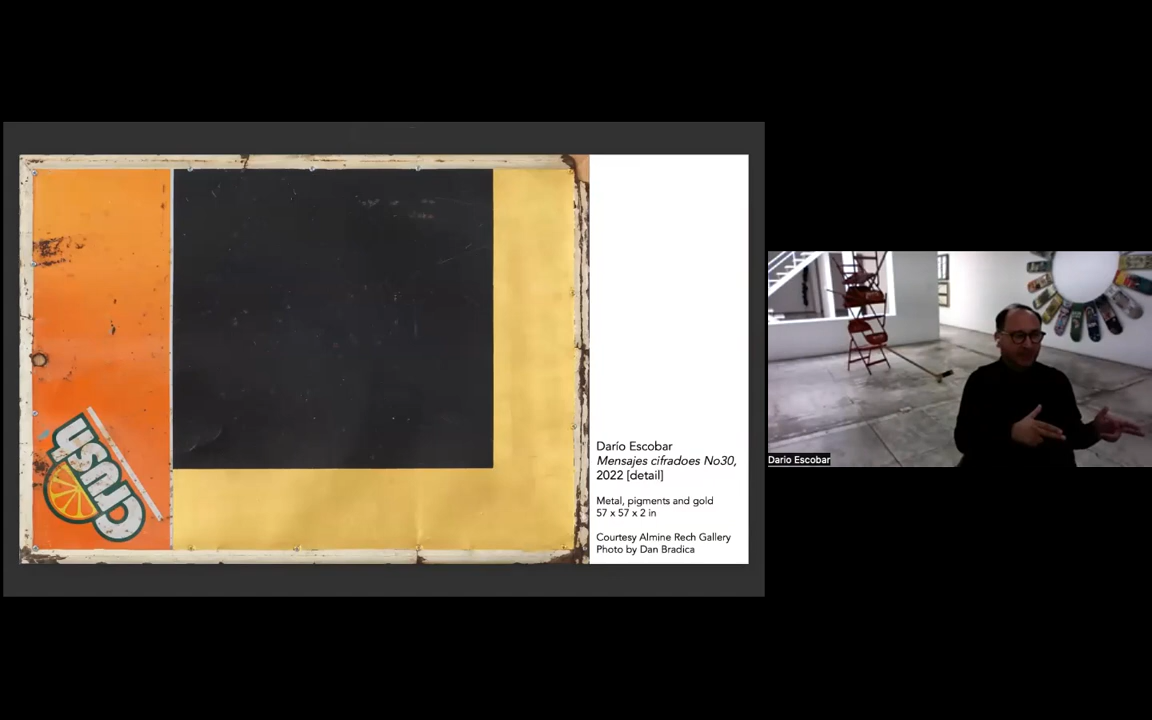 Crush
Darío Escobar
Mensajes cifradoes No30,
2022 [detail]
Metal, pigments and gold
57 x 57 x 2 in
Courtesy Almine Rech Gallery
Photo by Dan Bradica
Dario Escobar